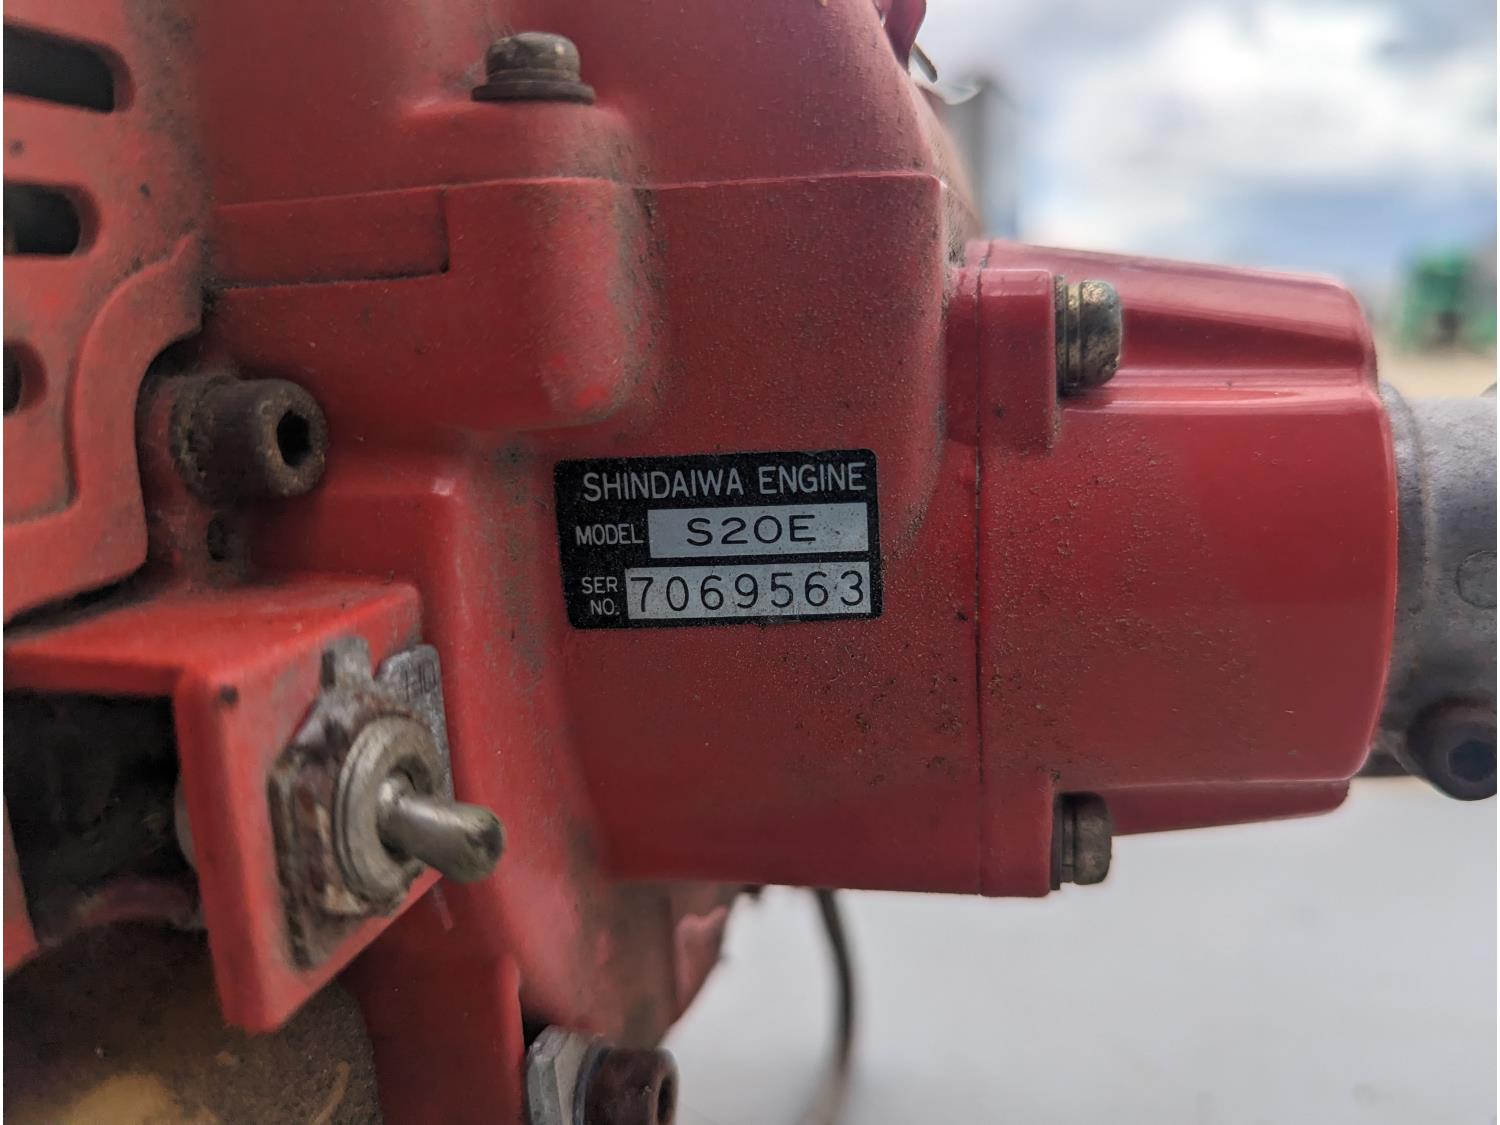 SHINDAIWA ENGINE
MODEL S20E
SER NO. 7069563